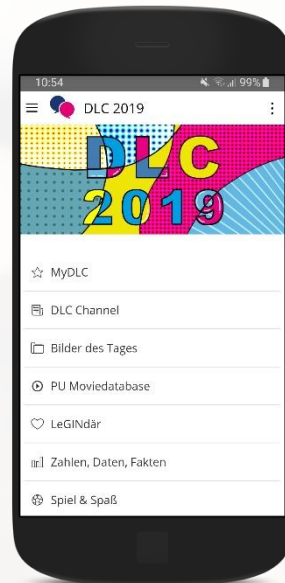 10:54
99%
DLC 2019
DLC
2019
MyDLC
DLC Channel
Bilder des Tages
PU Moviedatabase
LeGINdär
Zahlen, Daten, Fakten
Spiel & Spaß